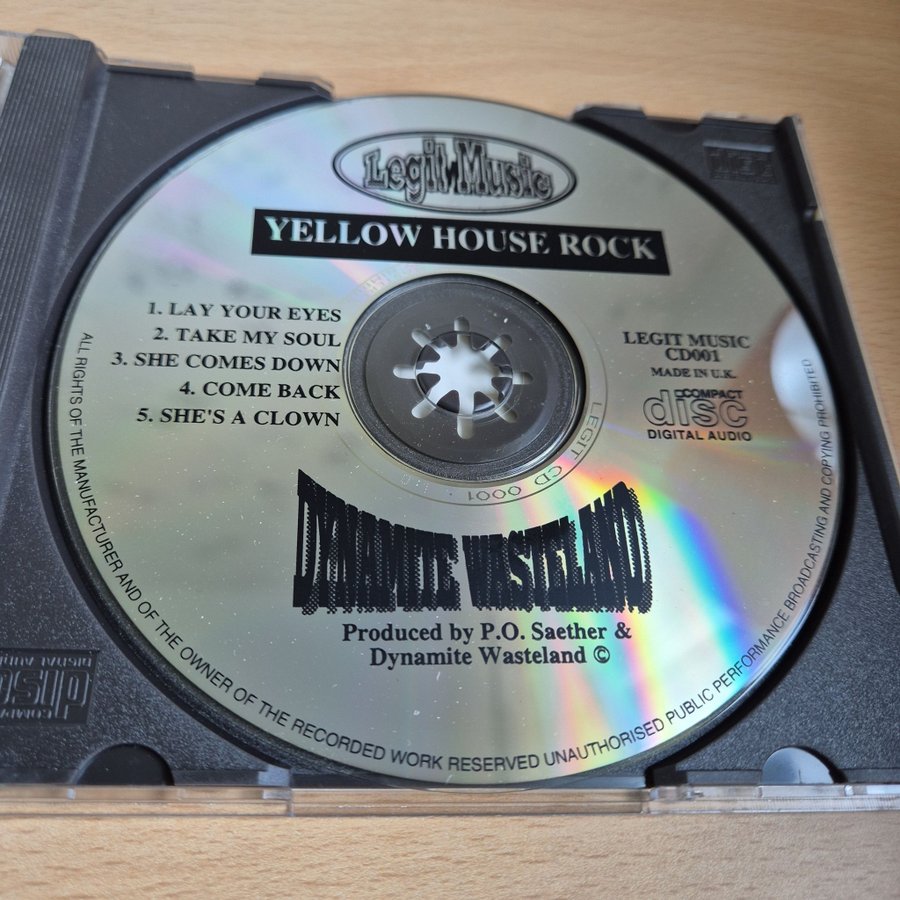 Legit Music
YELLOW HOUSE ROCK
1. LAY YOUR EYES
2. TAKE MY SOUL
3. SHE COMES DOWN
4. COME BACK
5. SHE'S A CLOWN
LEGIT MUSIC
CD001
MADE IN U.K.
COMPACT
disc
DIGITAL AUDIO
LEGIT CD 0001
DYNAMITE WASTELAND
Produced by P.O. Saether &
Dynamite Wasteland ©
ALL RIGHTS OF THE MANUFACTURER AND OF THE OWNER OF THE RECORDED WORK RESERVED UNAUTHORISED PUBLIC PERFORMANCE BROADCASTING AND COPYING PROHIBITED